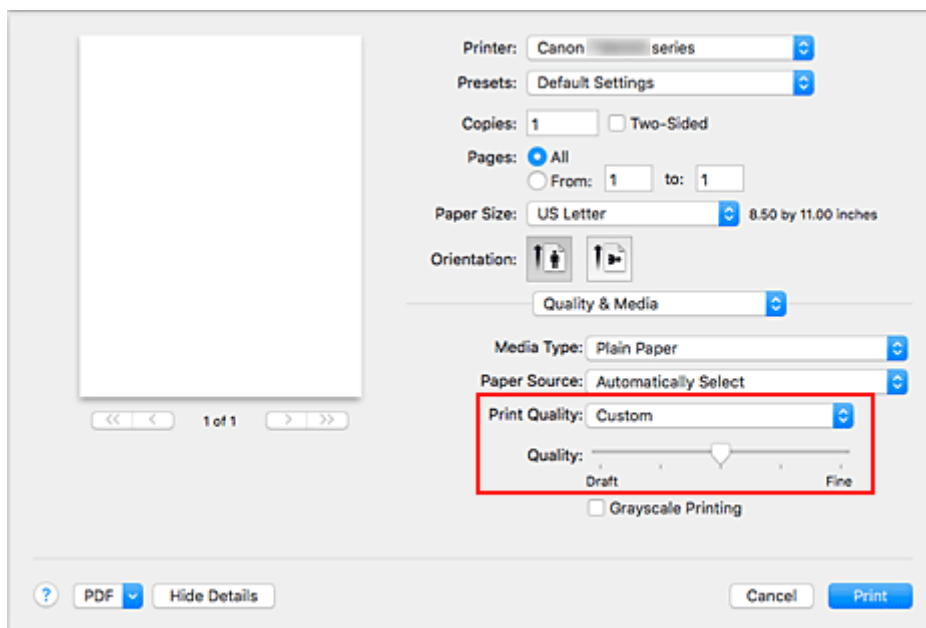 Printer: Canon series
Presets: Default Settings
Copies: 1 Two-Sided
Pages: All
From: 1 to: 1
Paper Size: US Letter 8.50 by 11.00 inches
Orientation:
Quality & Media
Media Type: Plain Paper
Paper Source: Automatically Select
Print Quality: Custom
Quality:
Draft Fine
Grayscale Printing
1 of 1
? PDF Hide Details Cancel Print